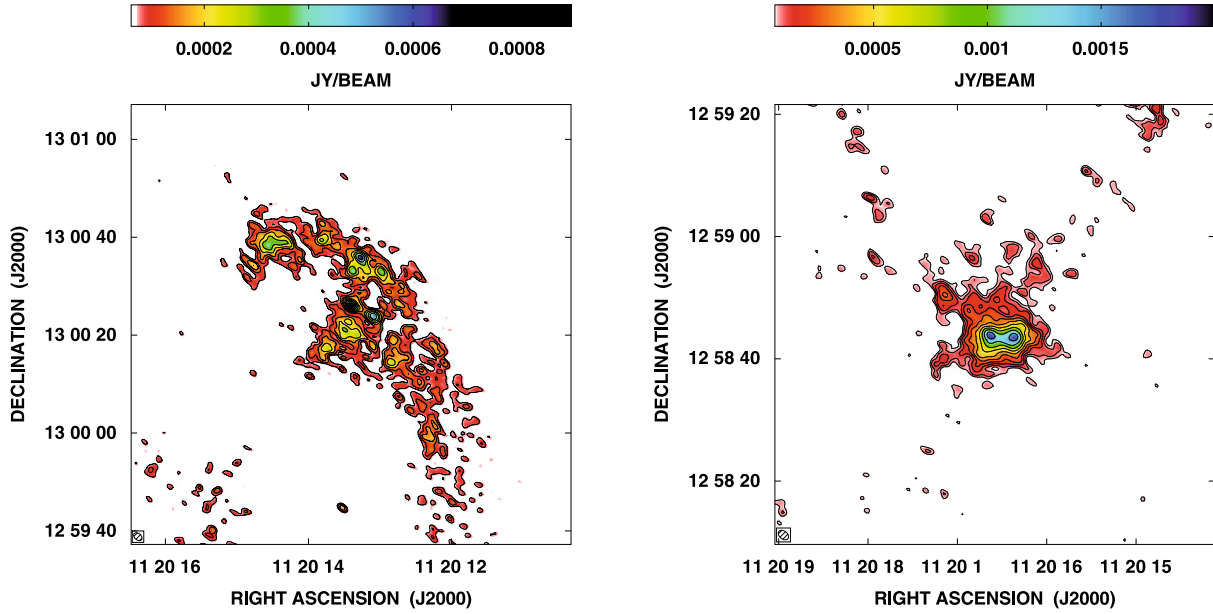 0.0002 0.0004 0.0006 0.0008
JY/BEAM
13 01 00
13 00 40
13 00 20
13 00 00
12 59 40
DECLINATION (J2000)
11 20 16 11 20 14 11 20 12
RIGHT ASCENSION (J2000)
0.0005 0.001 0.0015
JY/BEAM
12 59 20
12 59 00
12 58 40
12 58 20
DECLINATION (J2000)
11 20 19 11 20 18 11 20 1 11 20 16 11 20 15
RIGHT ASCENSION (J2000)